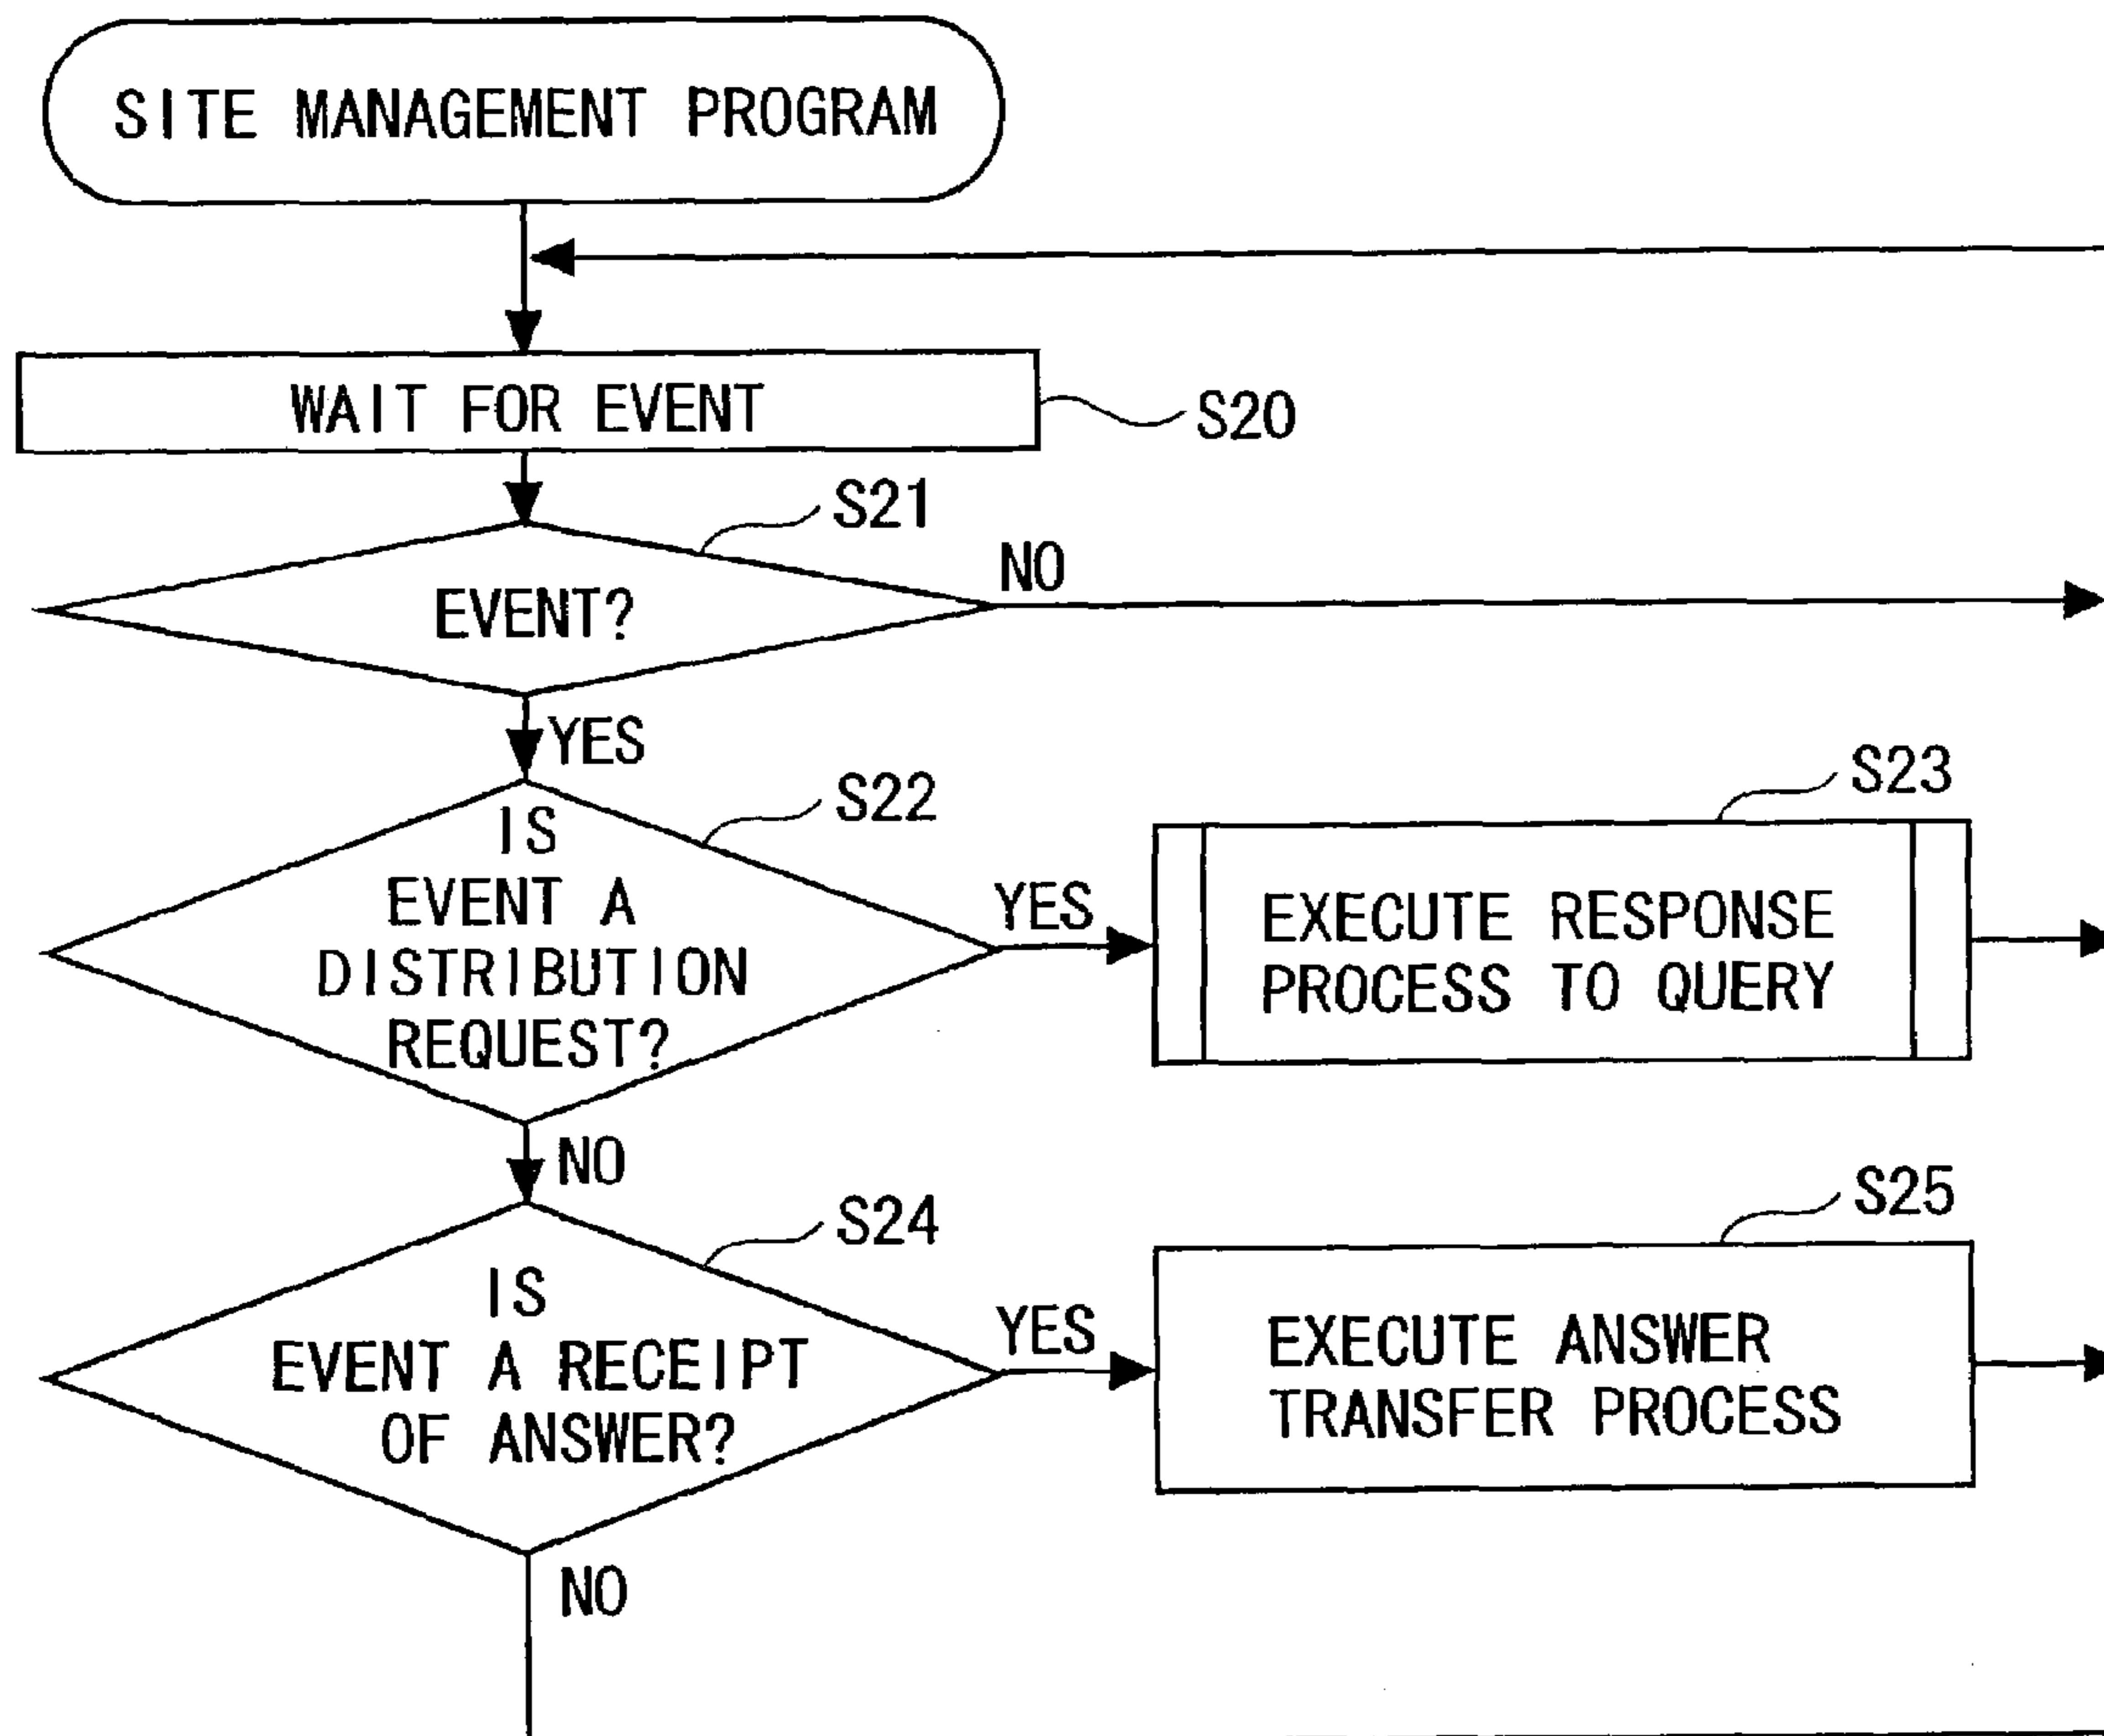 SITE MANAGEMENT PROGRAM
WAIT FOR EVENT
S20
S21
EVENT?
NO
YES
S22
IS
EVENT A
DISTRIBUTION
REQUEST?
YES
S23
EXECUTE RESPONSE
PROCESS TO QUERY
NO
S24
IS
EVENT A RECEIPT
OF ANSWER?
YES
S25
EXECUTE ANSWER
TRANSFER PROCESS
NO